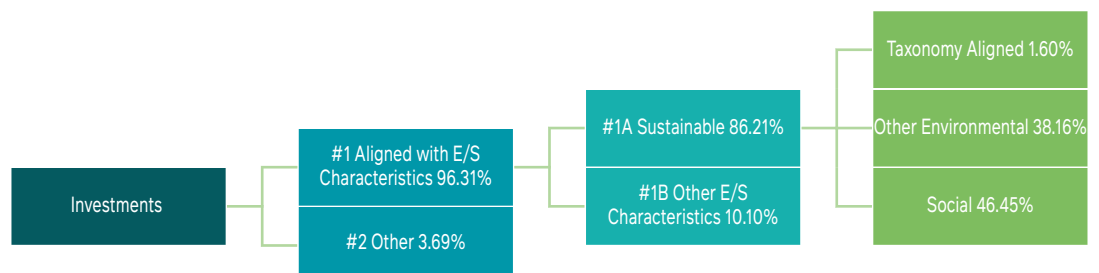 Investments
#1 Aligned with E/S
Characteristics 96.31%
#2 Other 3.69%
#1A Sustainable 86.21%
#1B Other E/S
Characteristics 10.10%
Taxonomy Aligned 1.60%
Other Environmental 38.16%
Social 46.45%